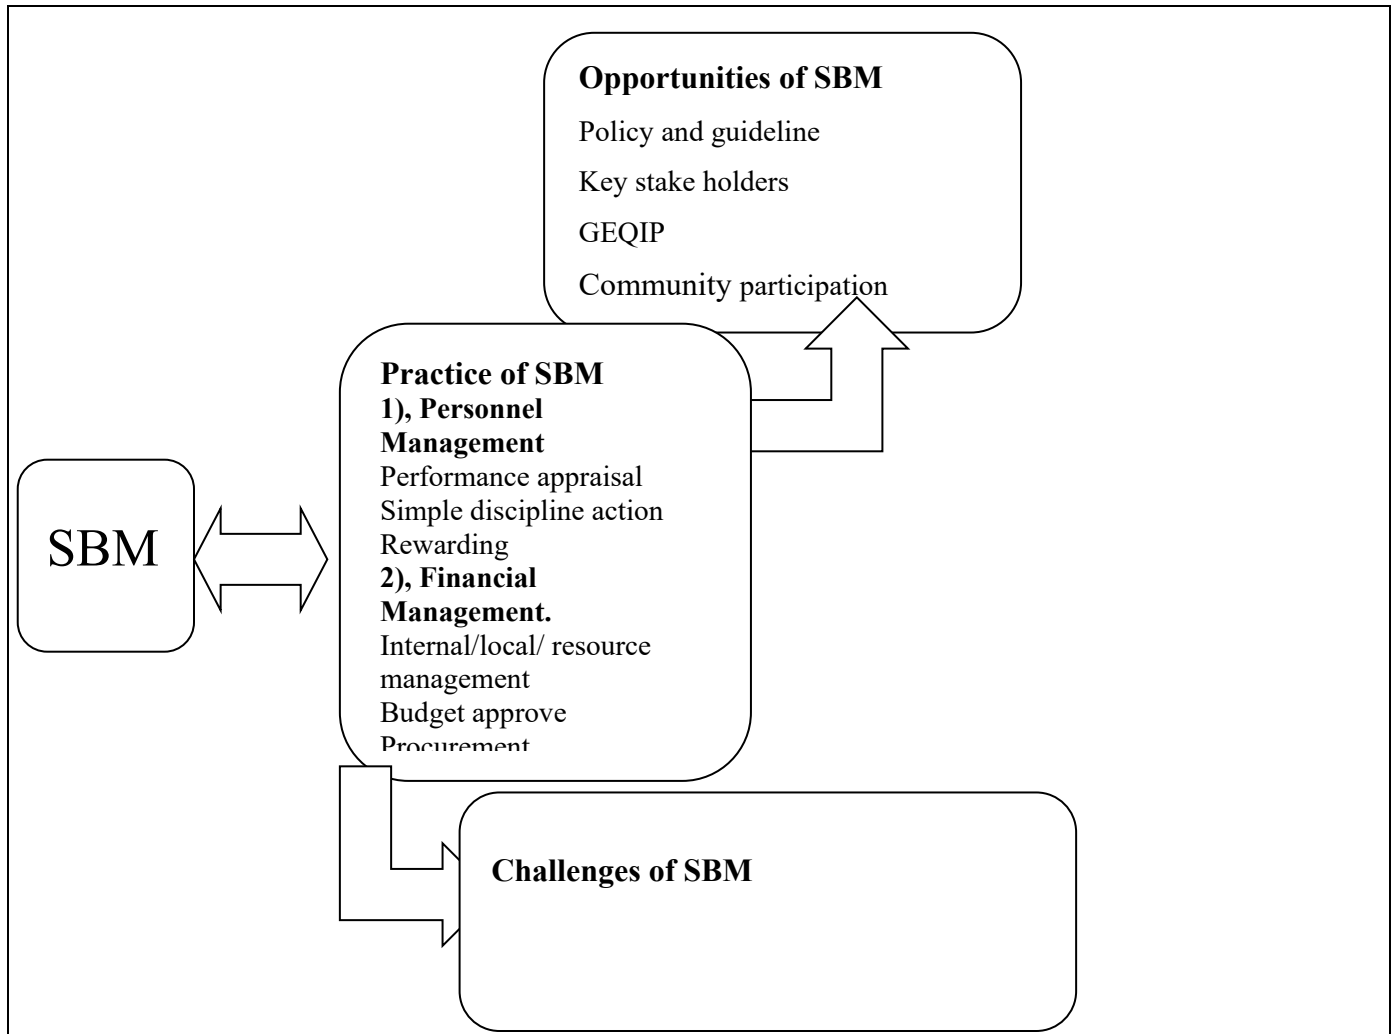 Opportunities of SBM
Policy and guideline
Key stake holders
GEQIP
Community participation
Practice of SBM
1), Personnel
Management
Performance appraisal
Simple discipline action
Rewarding
2), Financial
Management.
Internal/local/ resource
management
Budget approve
Procurement
SBM
Challenges of SBM